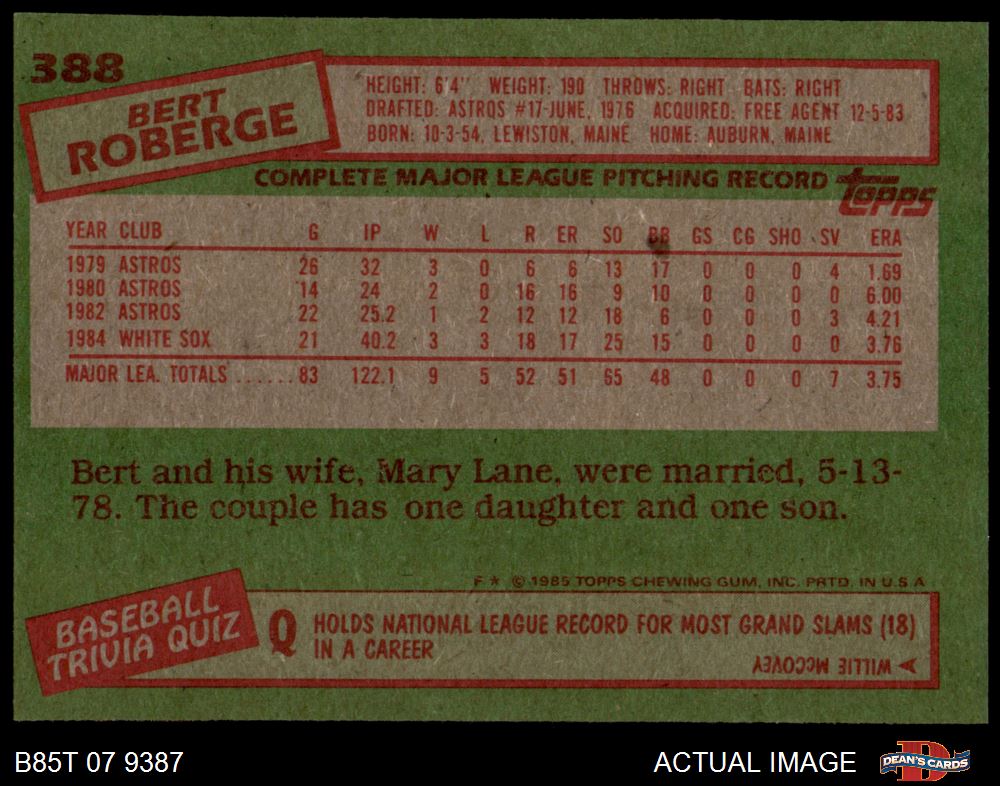 388
BERT
ROBERGE
HEIGHT: 6'4" WEIGHT: 190 THROWS: RIGHT BATS: RIGHT
DRAFTED: ASTROS #17-JUNE, 1976 ACQUIRED: FREE AGENT 12-5-83
BORN: 10-3-54, LEWISTON, MAINE HOME: AUBURN, MAINE
COMPLETE MAJOR LEAGUE PITCHING RECORD topps
YEAR CLUB G IP W L R ER SO BB GS CG SHO SV ERA
1979 ASTROS 26 32 3 0 6 6 13 17 0 0 0 4 1.69
1980 ASTROS 14 24 2 0 16 16 9 10 0 0 0 0 6.00
1982 ASTROS 22 25.2 1 2 12 12 18 6 0 0 0 3 4.21
1984 WHITE SOX 21 40.2 3 3 18 17 25 15 0 0 0 0 3.76
MAJOR LEA. TOTALS ...... 83 122.1 9 5 52 51 65 48 0 0 0 7 3.75
Bert and his wife, Mary Lane, were married, 5-13-
78. The couple has one daughter and one son.
F * © 1985 TOPPS CHEWING GUM, INC. PRTD. IN U.S.A
BASEBALL
TRIVIA QUIZ
Q HOLDS NATIONAL LEAGUE RECORD FOR MOST GRAND SLAMS (18)
IN A CAREER
WILLIE McCOVEY
B85T 07 9387 ACTUAL IMAGE D DEAN'S CARDS